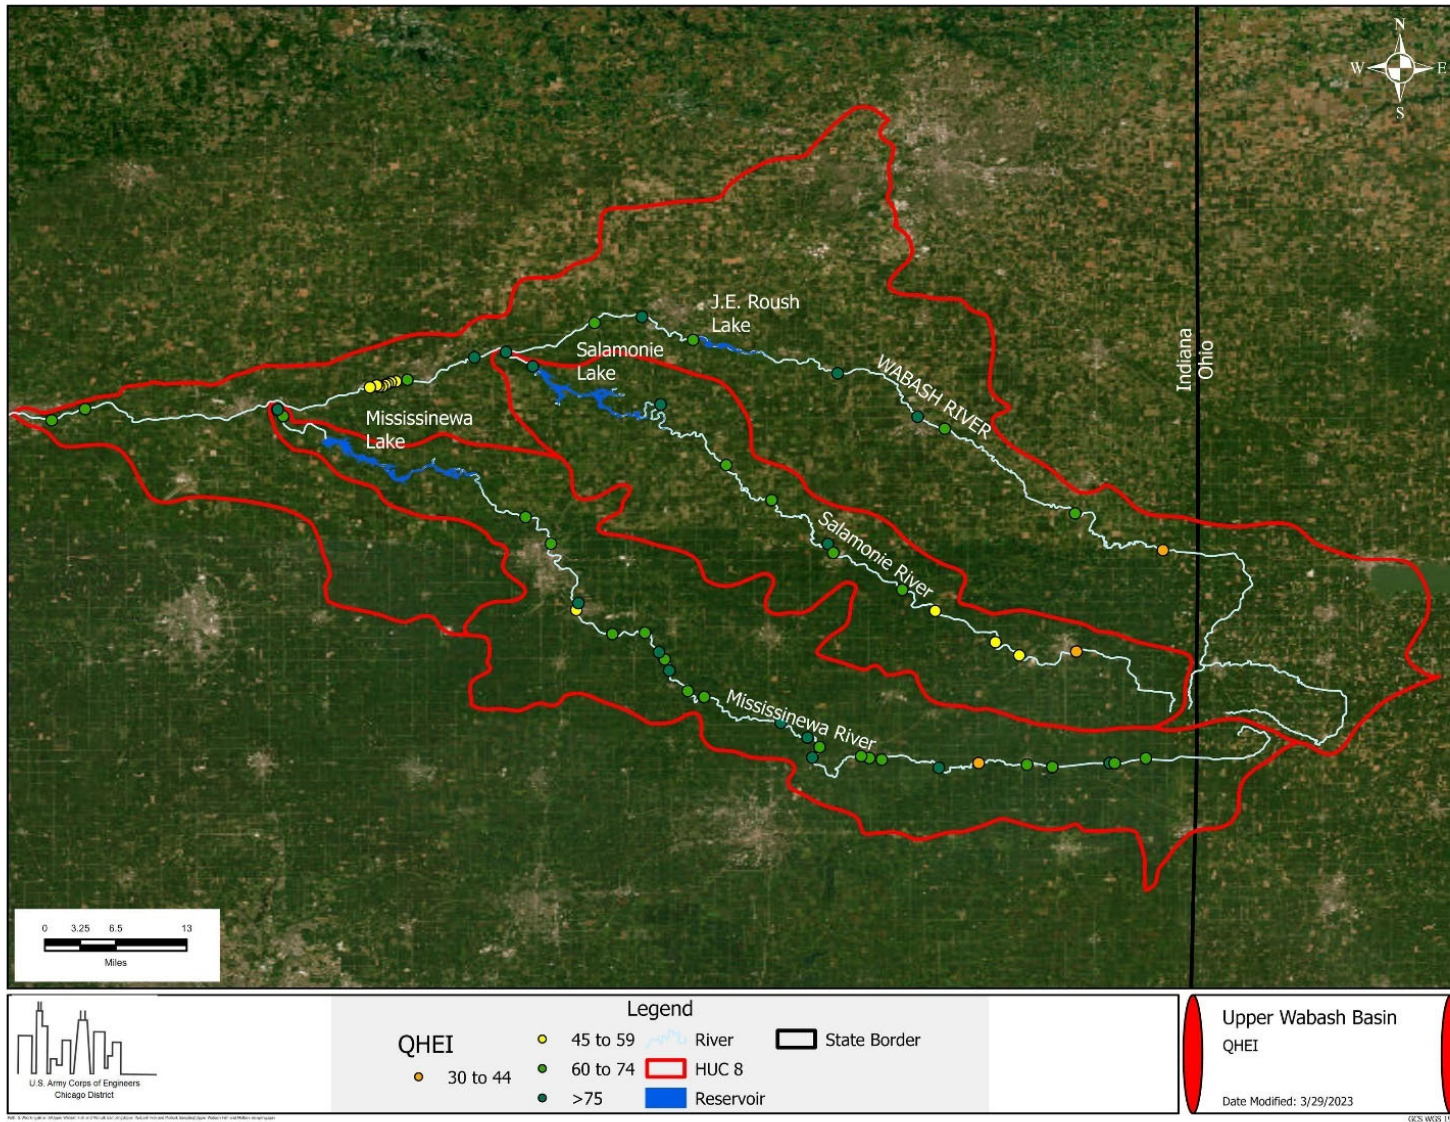 N
W E
S
J.E. Roush
Lake
Salamonie
Lake
Indiana
Ohio
WABASH RIVER
Mississinewa
Lake
Salamonie River
Mississinewa River
0 3.25 6.5 13
Miles
Legend
QHEI
30 to 44
45 to 59
60 to 74
>75
River
HUC 8
Reservoir
State Border
U.S. Army Corps of Engineers
Chicago District
Upper Wabash Basin
QHEI
Date Modified: 3/29/2023
GCS WGS